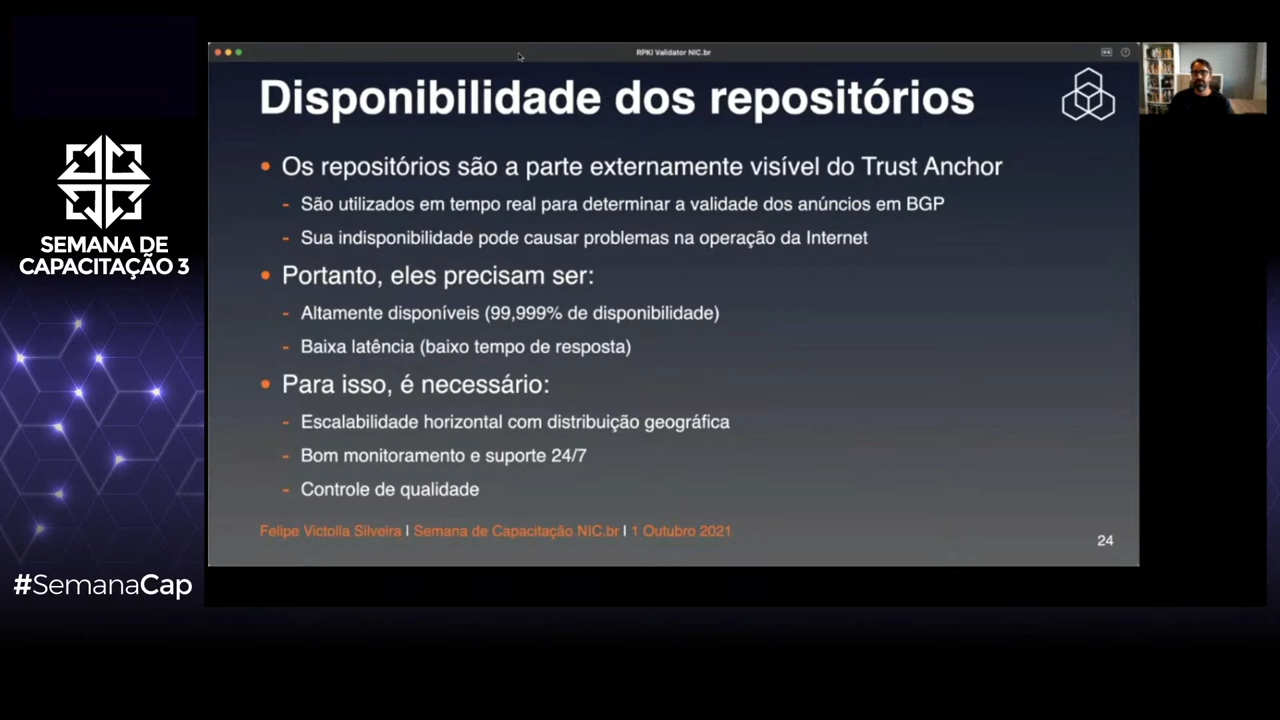 RPKI Validator NIC.br
Disponibilidade dos repositórios
• Os repositórios são a parte externamente visível do Trust Anchor
- São utilizados em tempo real para determinar a validade dos anúncios em BGP
- Sua indisponibilidade pode causar problemas na operação da Internet
• Portanto, eles precisam ser:
- Altamente disponíveis (99,999% de disponibilidade)
- Baixa latência (baixo tempo de resposta)
• Para isso, é necessário:
- Escalabilidade horizontal com distribuição geográfica
- Bom monitoramento e suporte 24/7
- Controle de qualidade
Felipe Victolla Silveira | Semana de Capacitação NIC.br | 1 Outubro 2021
24
SEMANA DE
CAPACITAÇÃO 3
#SemanaCap